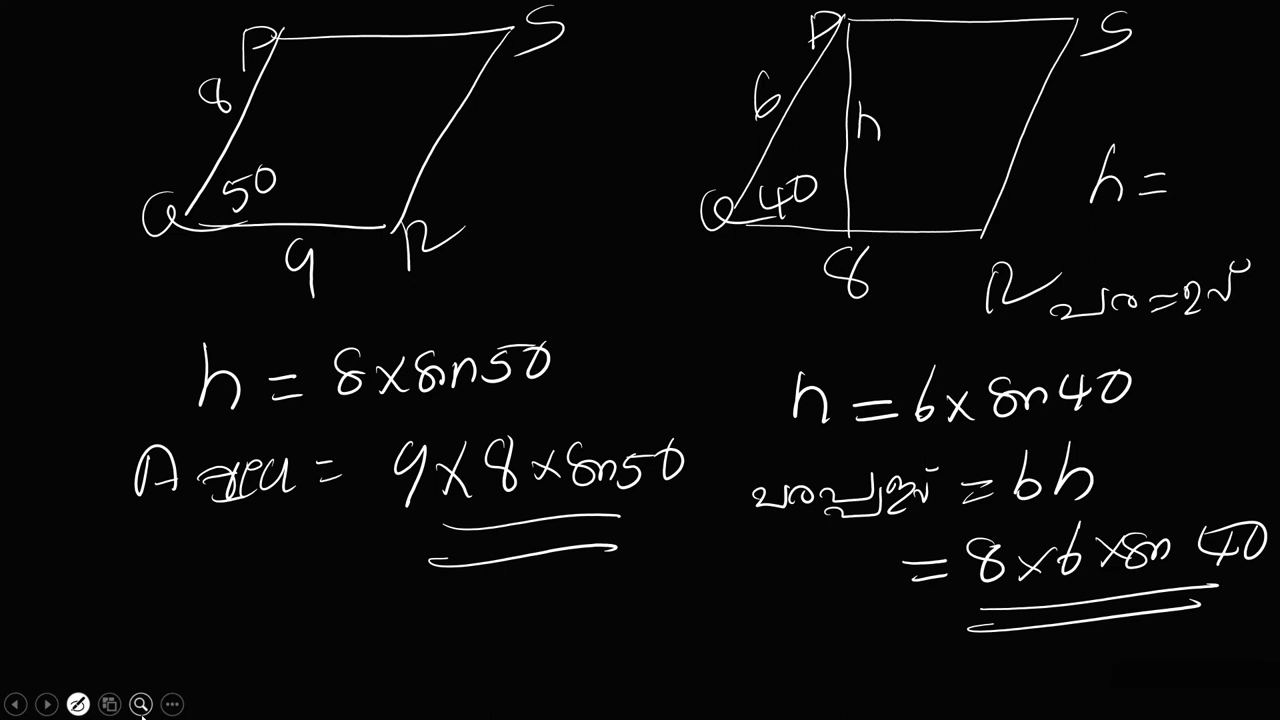 P S
8
50
Q
9
R
h = 8 x sin50
Area = 9 x 8 x sin50
P S
6
h
40
Q
8
R
h =
h = 6 x sin40
പരപ്പളവ് = bh
= 8 x 6 x sin 40